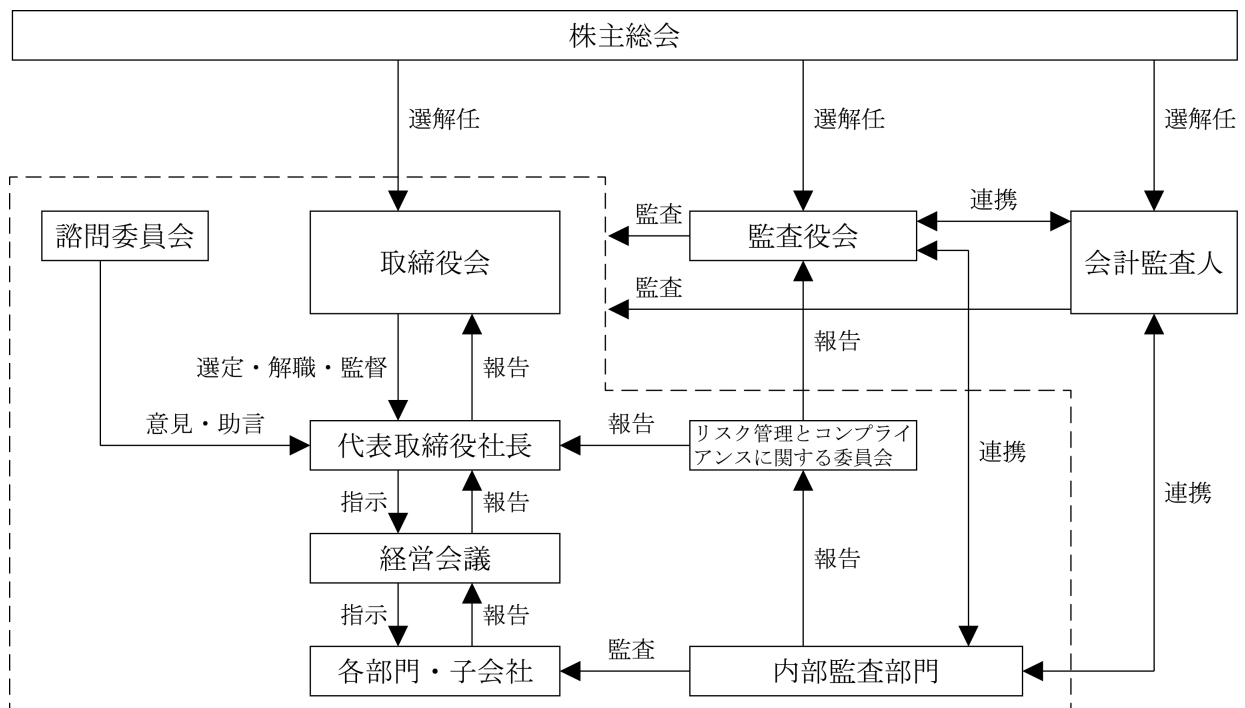 株主総会
選解任
選解任
選解任
諮問委員会
取締役会
監査
監査役会
連携
会計監査人
監査
選定・解職・監督
報告
報告
意見・助言
代表取締役社長
報告
リスク管理とコンプライ
アンスに関する委員会
連携
連携
指示
報告
経営会議
報告
指示
報告
各部門・子会社
監査
内部監査部門